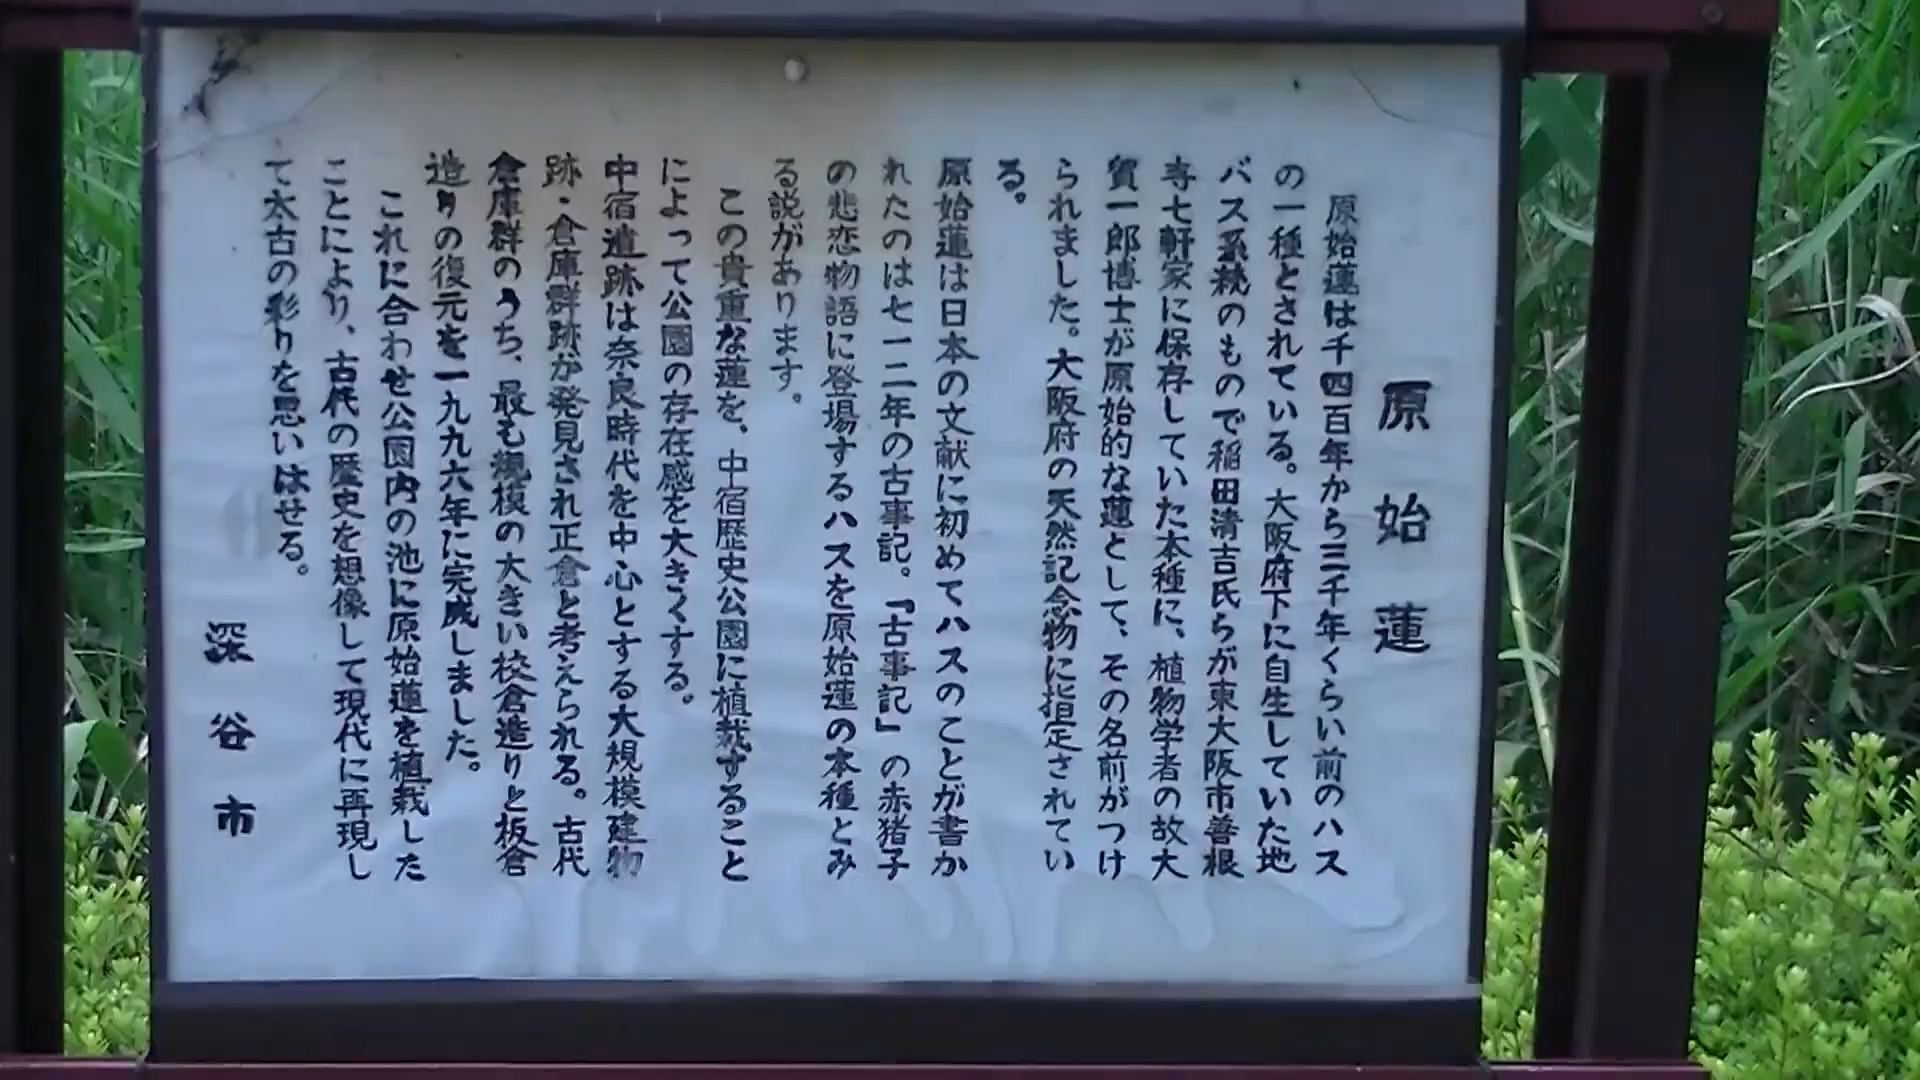 原始蓮
原始蓮は千四百年から三千年くらい前のハス
の一種とされている。大阪府下に自生していた地
バス系統のもので稲田清吉氏らが東大阪市善根
寺七軒家に保存していた本種に、植物学者の故大
賀一郎博士が原始的な蓮として、その名前がつけ
られました。大阪府の天然記念物に指定されてい
る。
原始蓮は日本の文献に初めてハスのことが書か
れたのは七一二年の古事記。『古事記』の赤猪子
の悲恋物語に登場するハスを原始蓮の本種とみ
る説があります。
この貴重な蓮を、中宿歴史公園に植栽すること
によって公園の存在感を大きくする。
中宿遺跡は奈良時代を中心とする大規模建物
跡・倉庫群跡が発見され正倉と考えられる。古代
倉庫群のうち、最も規模の大きい校倉造りと板倉
造りの復元を一九九六年に完成しました。
これに合わせ公園内の池に原始蓮を植栽した
ことにより、古代の歴史を想像して現代に再現し
て太古の彩りを思いはせる。
深谷市